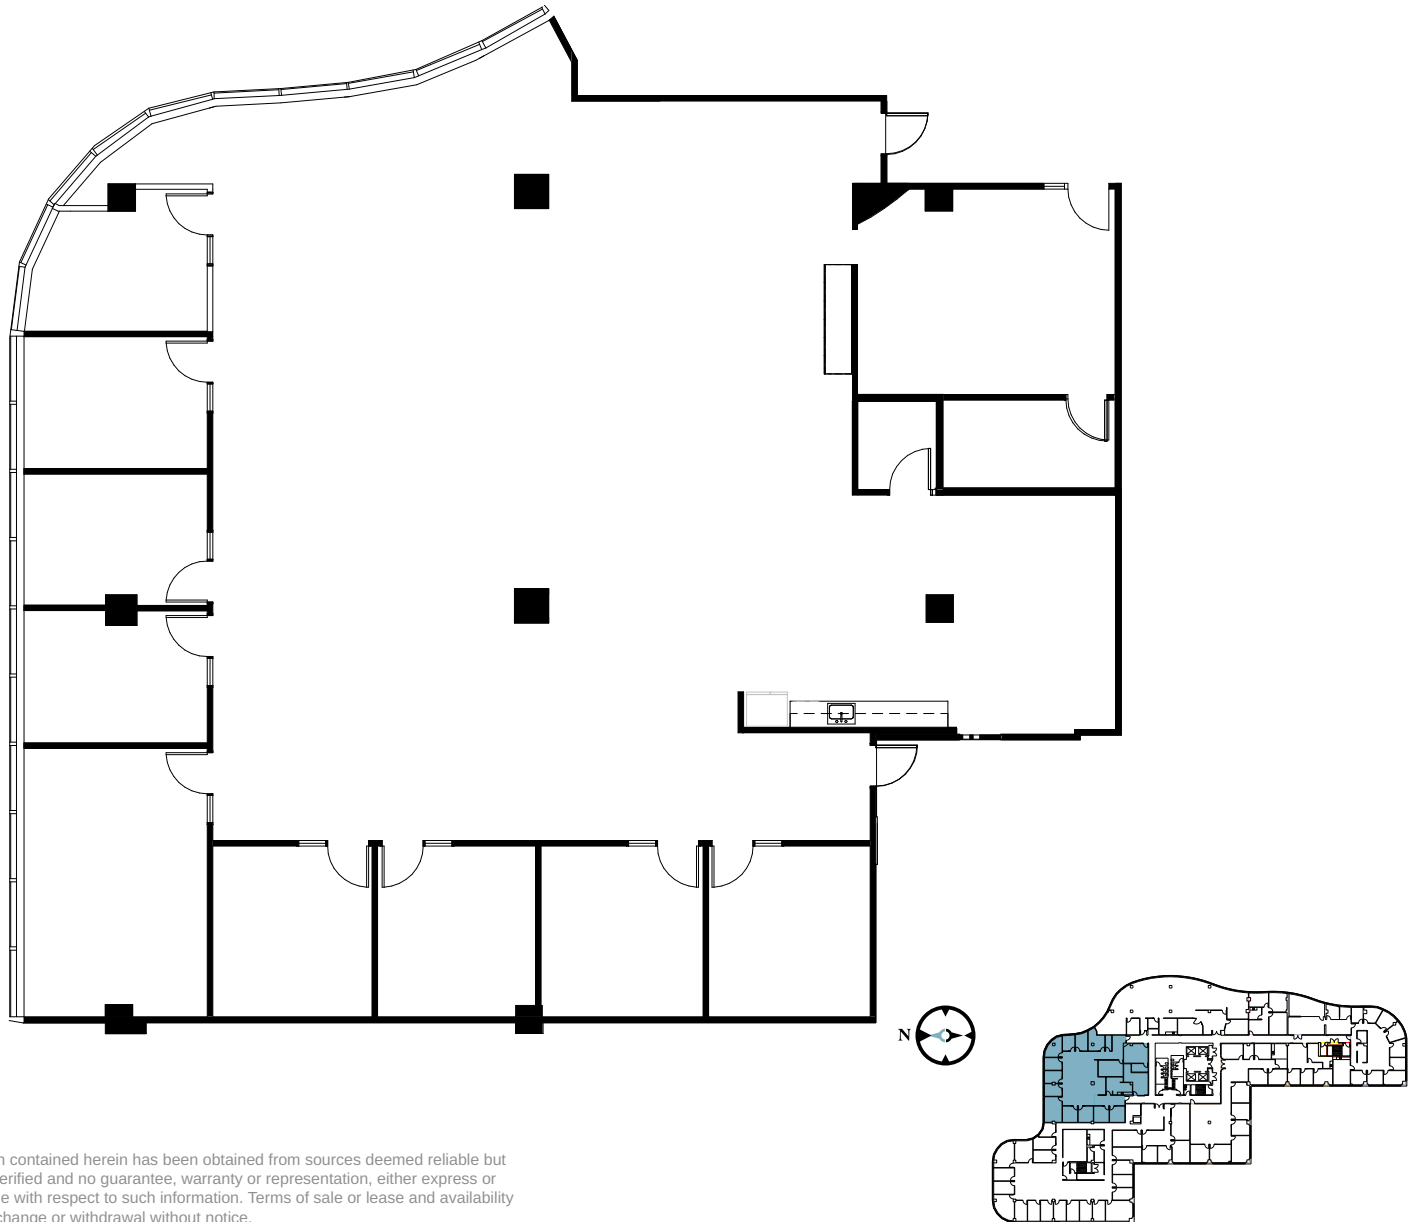 N
contained herein has been obtained from sources deemed reliable but
and no guarantee, warranty or representation, either express or
with respect to such information. Terms of sale or lease and availability
change or withdrawal without notice.